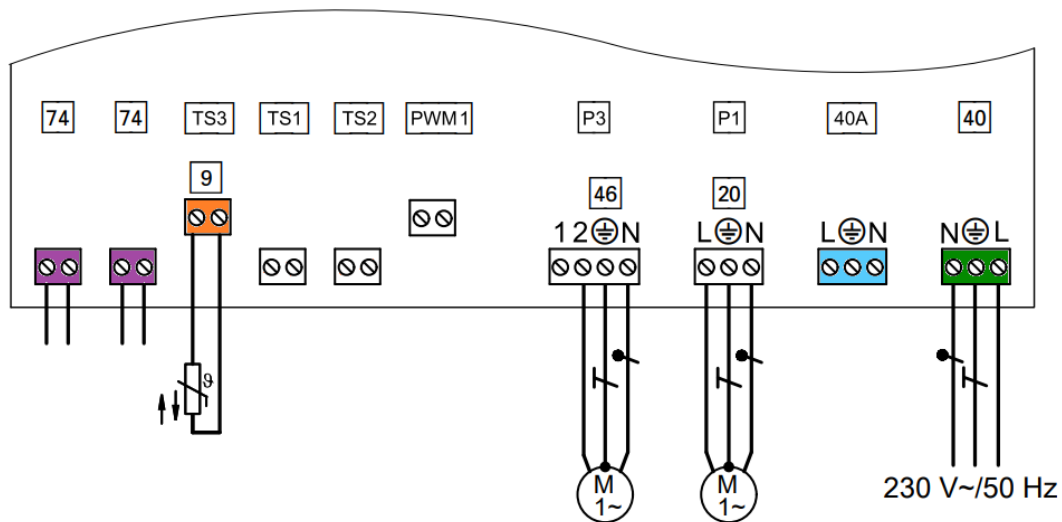 74 74 TS3 TS1 TS2 PWM1 P3 P1 40A 40
9 46 20
1 2 N L N L N N L
ϑ
M M
1~ 1~
230 V~/50 Hz